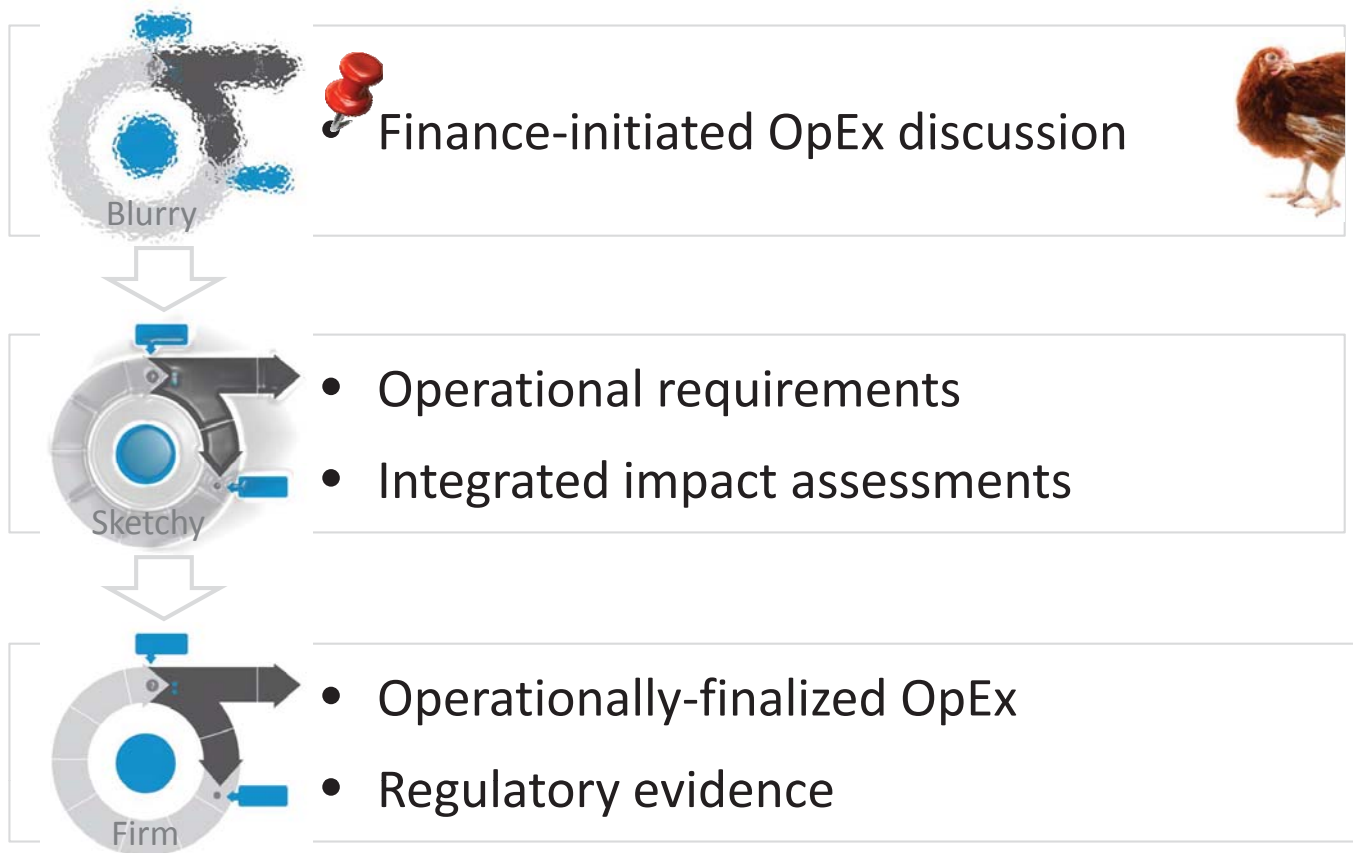 Finance-initiated OpEx discussion
Blurry
Operational requirements
Integrated impact assessments
Sketchy
Operationally-finalized OpEx
Regulatory evidence
Firm